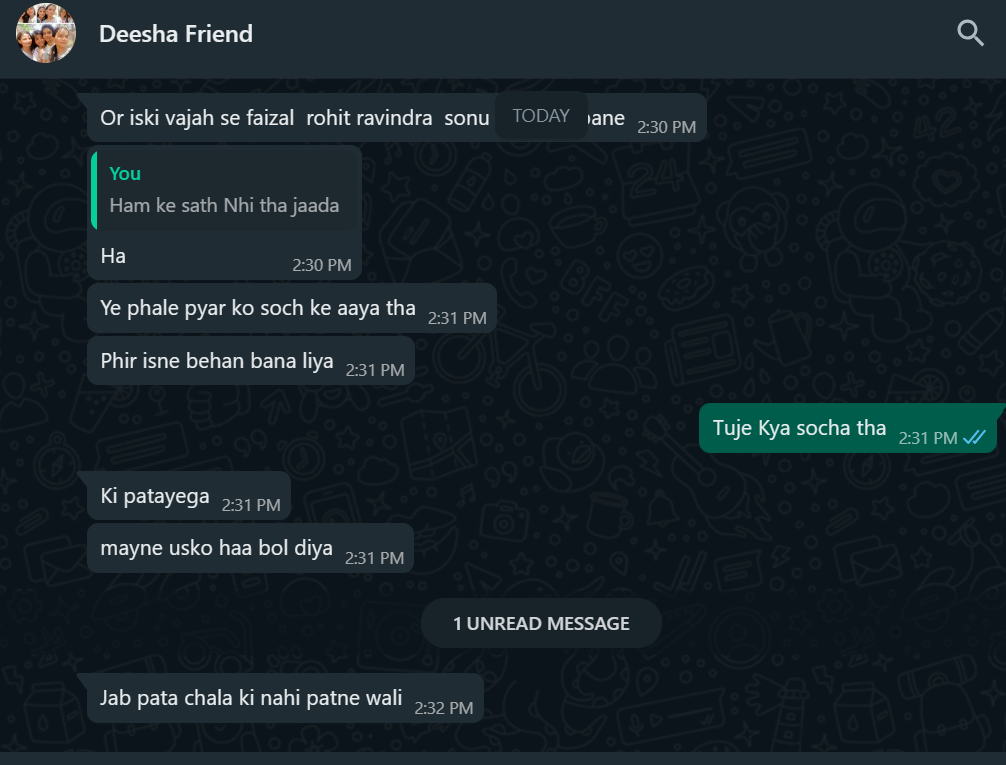 Deesha Friend
Or iski vajah se faizal rohit ravindra sonu
TODAY
2:30 PM
You
Ham ke sath Nhi tha jaada
Ha
2:30 PM
Ye phale pyar ko soch ke aaya tha 2:31 PM
Phir isne behan bana liya 2:31 PM
Tuje Kya socha tha 2:31 PM
Ki patayega 2:31 PM
mayne usko haa bol diya 2:31 PM
1 UNREAD MESSAGE
Jab pata chala ki nahi patne wali 2:32 PM